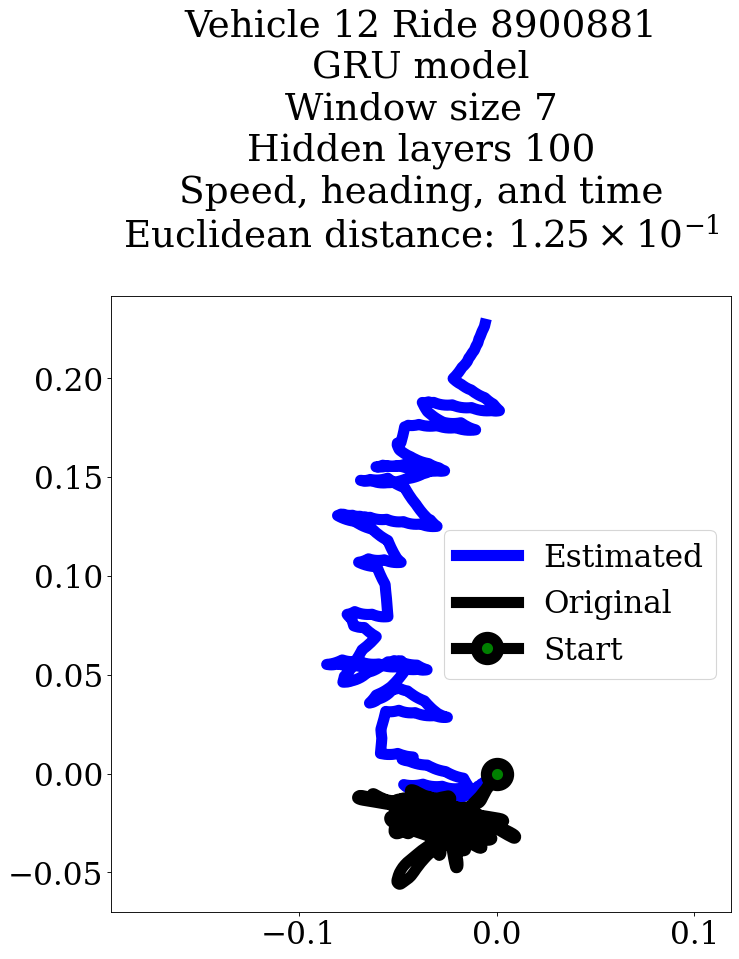 Vehicle 12 Ride 8900881
GRU model
Window size 7
Hidden layers 100
Speed, heading, and time
Euclidean distance: 1.25 × 10⁻¹
0.20
0.15
0.10
0.05
0.00
−0.05
Estimated
Original
Start
−0.1
0.0
0.1